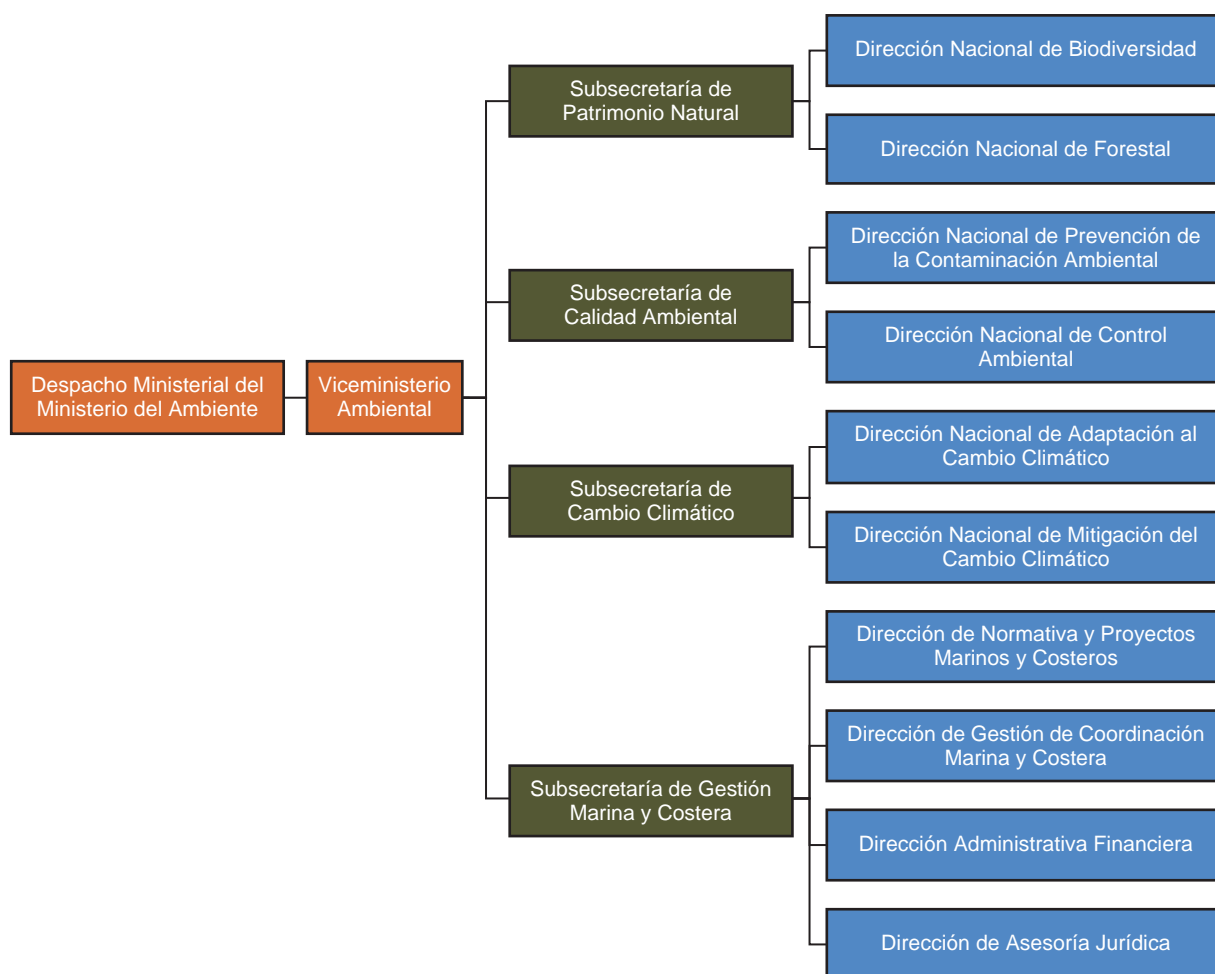 Dirección Nacional de Biodiversidad
Subsecretaría de
Patrimonio Natural
Dirección Nacional de Forestal
Dirección Nacional de Prevención de
la Contaminación Ambiental
Subsecretaría de
Calidad Ambiental
Dirección Nacional de Control
Ambiental
Despacho Ministerial del
Ministerio del Ambiente
Viceministerio
Ambiental
Dirección Nacional de Adaptación al
Cambio Climático
Subsecretaría de
Cambio Climático
Dirección Nacional de Mitigación del
Cambio Climático
Dirección de Normativa y Proyectos
Marinos y Costeros
Dirección de Gestión de Coordinación
Marina y Costera
Subsecretaría de Gestión
Marina y Costera
Dirección Administrativa Financiera
Dirección de Asesoría Jurídica